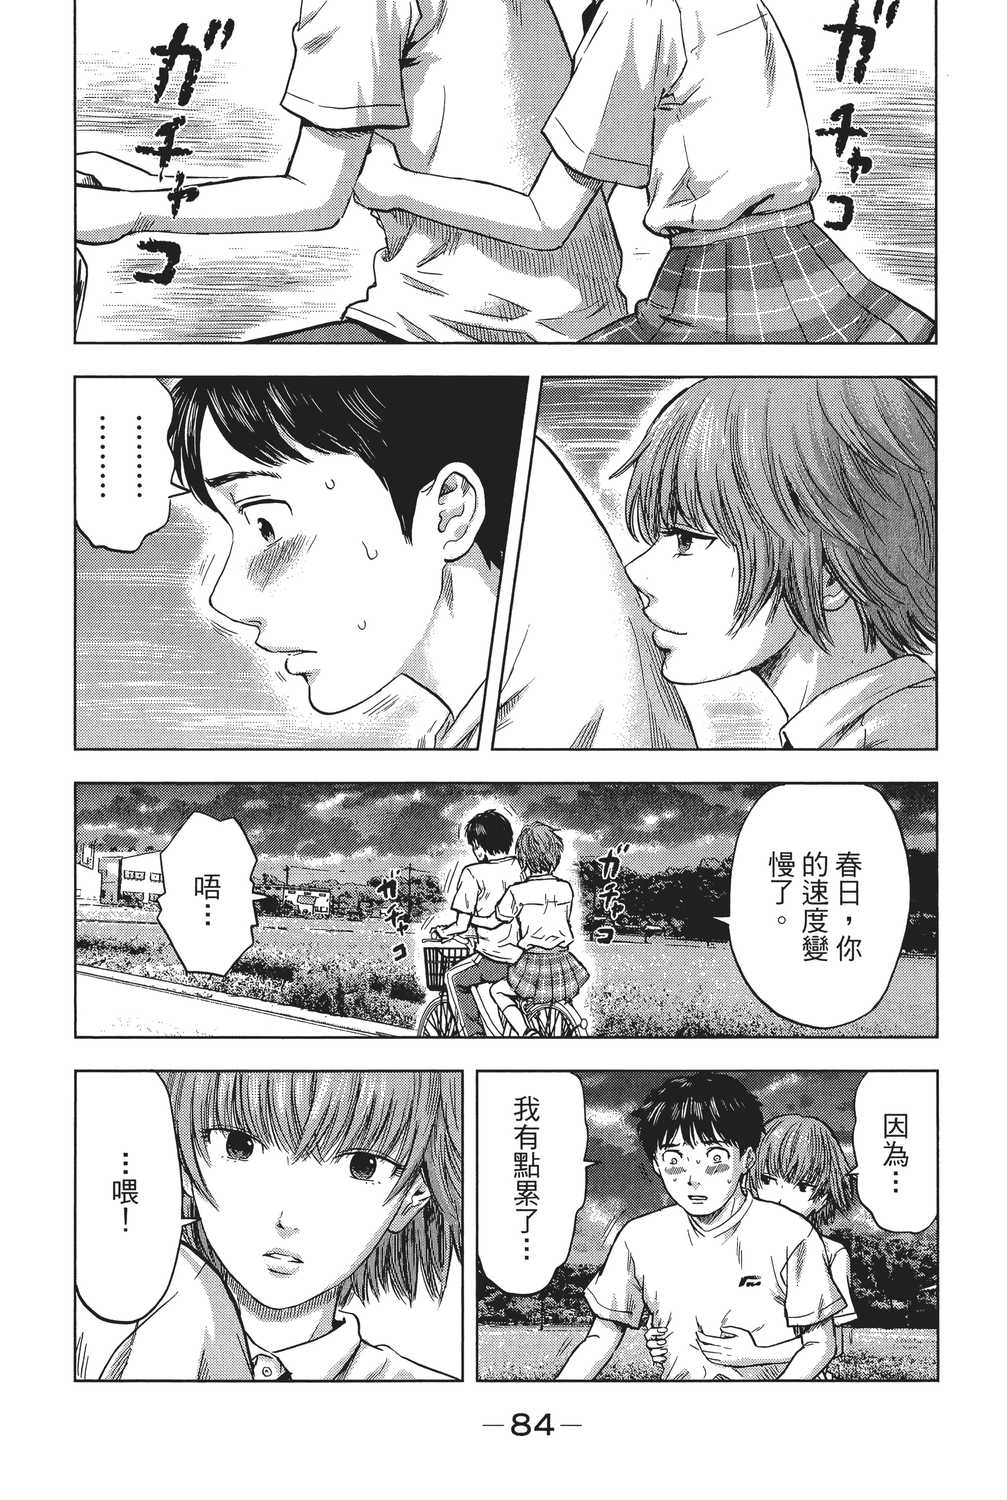 ガチャコ
ガチャコ
…………
…………
春日，你
的速度變
慢了。
ガチャコ
ガチャコ
唔…
因為…
我有點累了…
…喂！
—84—